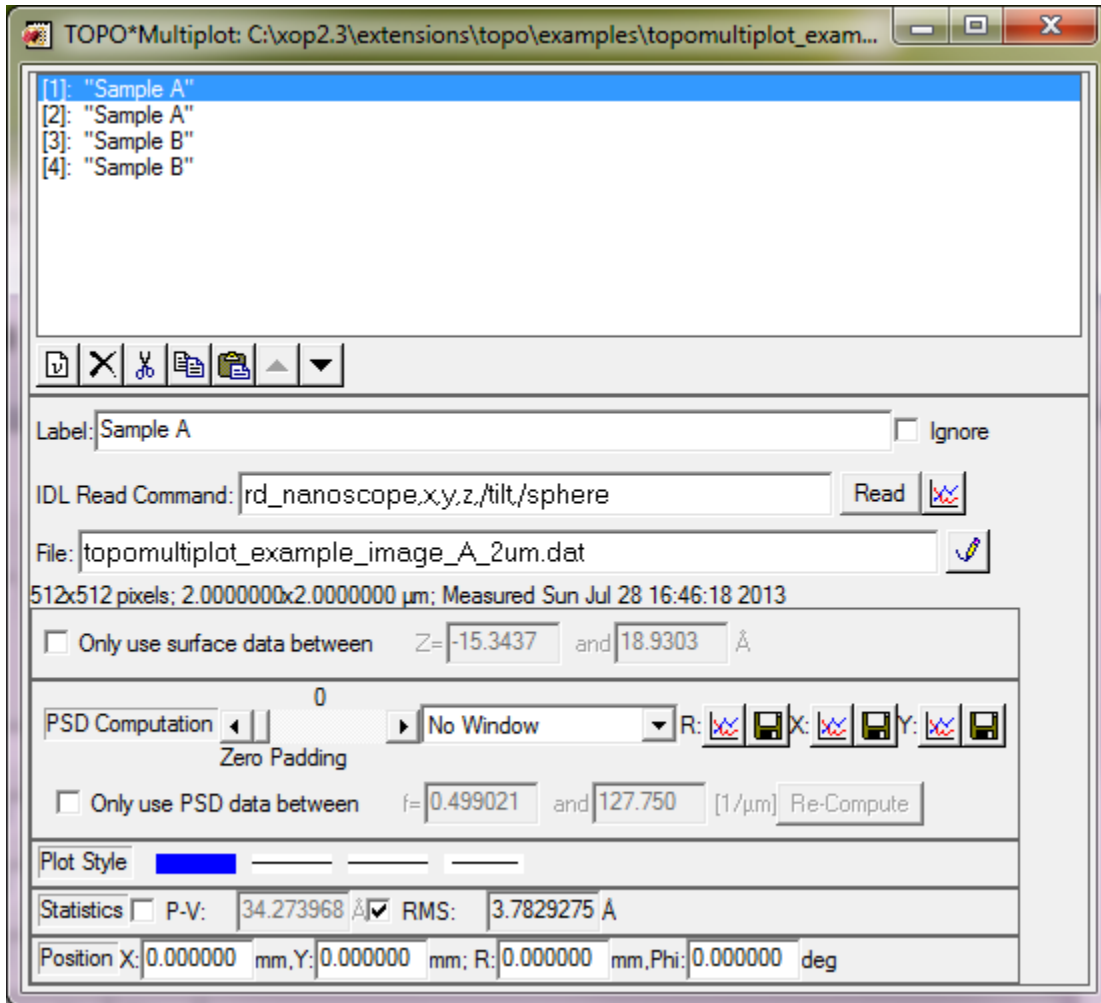 TOPO*Multiplot: C:\xop2.3\extensions\topo\examples\topomultiplot_exam...
[1]: "Sample A"
[2]: "Sample A"
[3]: "Sample B"
[4]: "Sample B"
Label: Sample A Ignore
IDL Read Command: rd_nanoscope,x,y,z,/tilt,/sphere Read
File: topomultiplot_example_image_A_2um.dat
512x512 pixels; 2.0000000x2.0000000 µm; Measured Sun Jul 28 16:46:18 2013
Only use surface data between Z= -15.3437 and 18.9303 Å
0
PSD Computation No Window R: X: Y:
Zero Padding
Only use PSD data between f= 0.499021 and 127.750 [1/µm] Re-Compute
Plot Style
Statistics P-V: 34.273968 Å RMS: 3.7829275 Å
Position X: 0.000000 mm,Y: 0.000000 mm; R: 0.000000 mm,Phi: 0.000000 deg